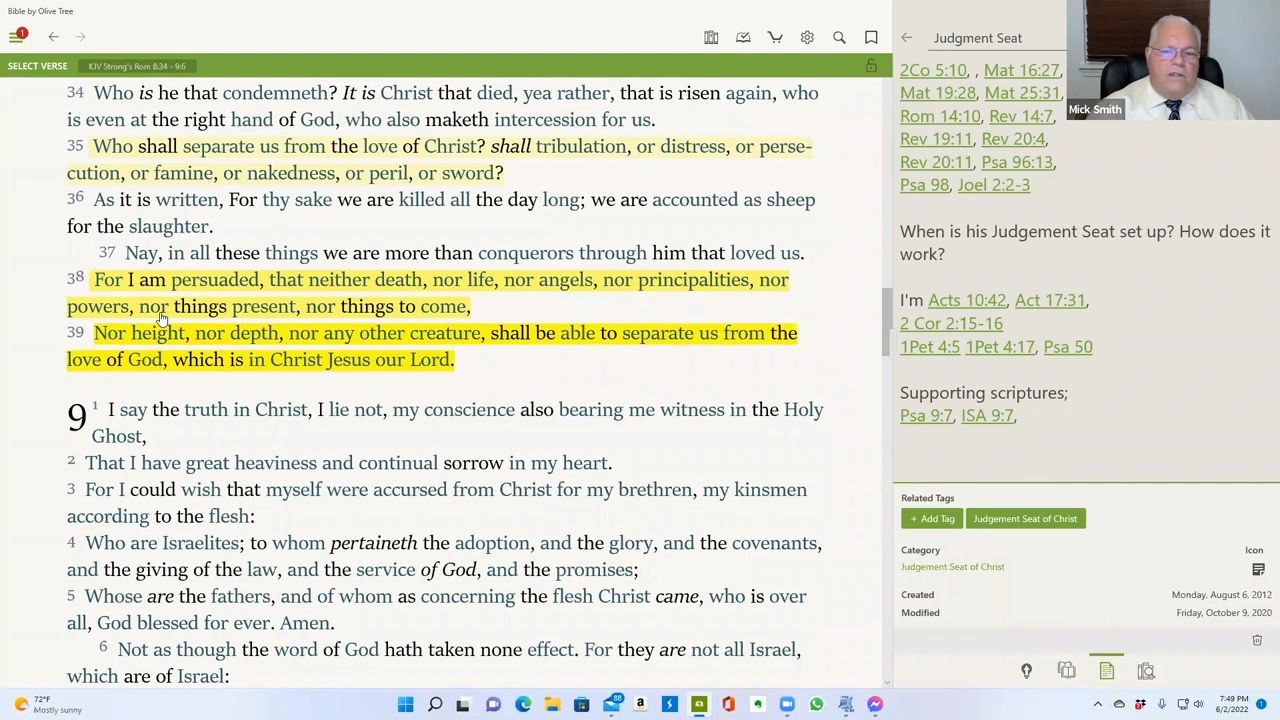 Bible by Olive Tree
1
SELECT VERSE KJV Strong's Rom 8:34 - 9:6
34 Who is he that condemneth? It is Christ that died, yea rather, that is risen again, who
is even at the right hand of God, who also maketh intercession for us.
35 Who shall separate us from the love of Christ? shall tribulation, or distress, or perse-
cution, or famine, or nakedness, or peril, or sword?
36 As it is written, For thy sake we are killed all the day long; we are accounted as sheep
for the slaughter.
37 Nay, in all these things we are more than conquerors through him that loved us.
38 For I am persuaded, that neither death, nor life, nor angels, nor principalities, nor
powers, nor things present, nor things to come,
39 Nor height, nor depth, nor any other creature, shall be able to separate us from the
love of God, which is in Christ Jesus our Lord.
9 1 I say the truth in Christ, I lie not, my conscience also bearing me witness in the Holy
Ghost,
2 That I have great heaviness and continual sorrow in my heart.
3 For I could wish that myself were accursed from Christ for my brethren, my kinsmen
according to the flesh:
4 Who are Israelites; to whom pertaineth the adoption, and the glory, and the covenants,
and the giving of the law, and the service of God, and the promises;
5 Whose are the fathers, and of whom as concerning the flesh Christ came, who is over
all, God blessed for ever. Amen.
6 Not as though the word of God hath taken none effect. For they are not all Israel,
which are of Israel:
Judgment Seat
Mick Smith
2Co 5:10, , Mat 16:27,
Mat 19:28, Mat 25:31,
Rom 14:10, Rev 14:7,
Rev 19:11, Rev 20:4,
Rev 20:11, Psa 96:13,
Psa 98, Joel 2:2-3
When is his Judgement Seat set up? How does it
work?
I'm Acts 10:42, Act 17:31,
2 Cor 2:15-16
1Pet 4:5 1Pet 4:17, Psa 50
Supporting scriptures;
Psa 9:7, ISA 9:7,
Related Tags
+ Add Tag Judgement Seat of Christ
Category Icon
Judgement Seat of Christ
Created Monday, August 6, 2012
Modified Friday, October 9, 2020
72°F
Mostly sunny
88
7:49 PM
6/2/2022
1